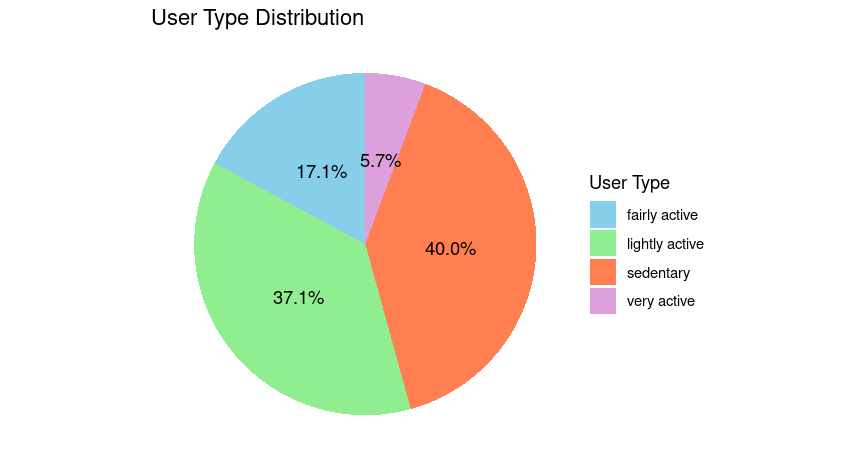 User Type Distribution
5.7%
17.1%
40.0%
37.1%
User Type
fairly active
lightly active
sedentary
very active